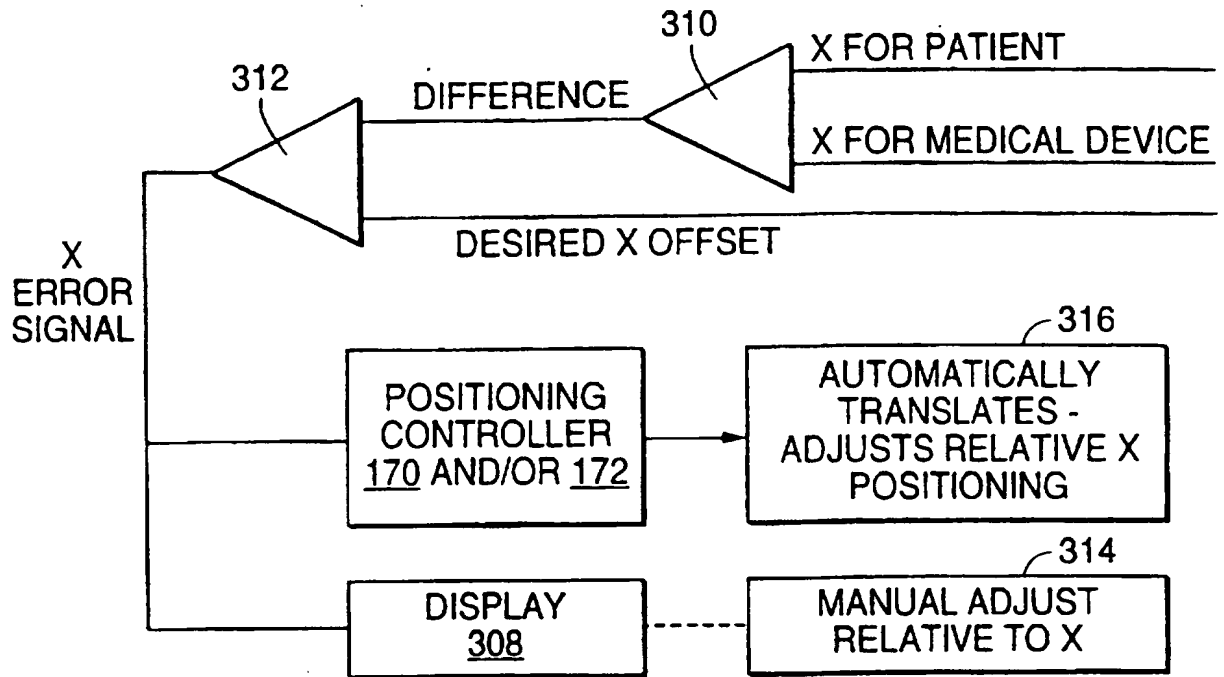 310
X FOR PATIENT
312
DIFFERENCE
X FOR MEDICAL DEVICE
DESIRED X OFFSET
X
ERROR
SIGNAL
POSITIONING
CONTROLLER
170 AND/OR 172
316
AUTOMATICALLY
TRANSLATES -
ADJUSTS RELATIVE X
POSITIONING
DISPLAY
308
314
MANUAL ADJUST
RELATIVE TO X